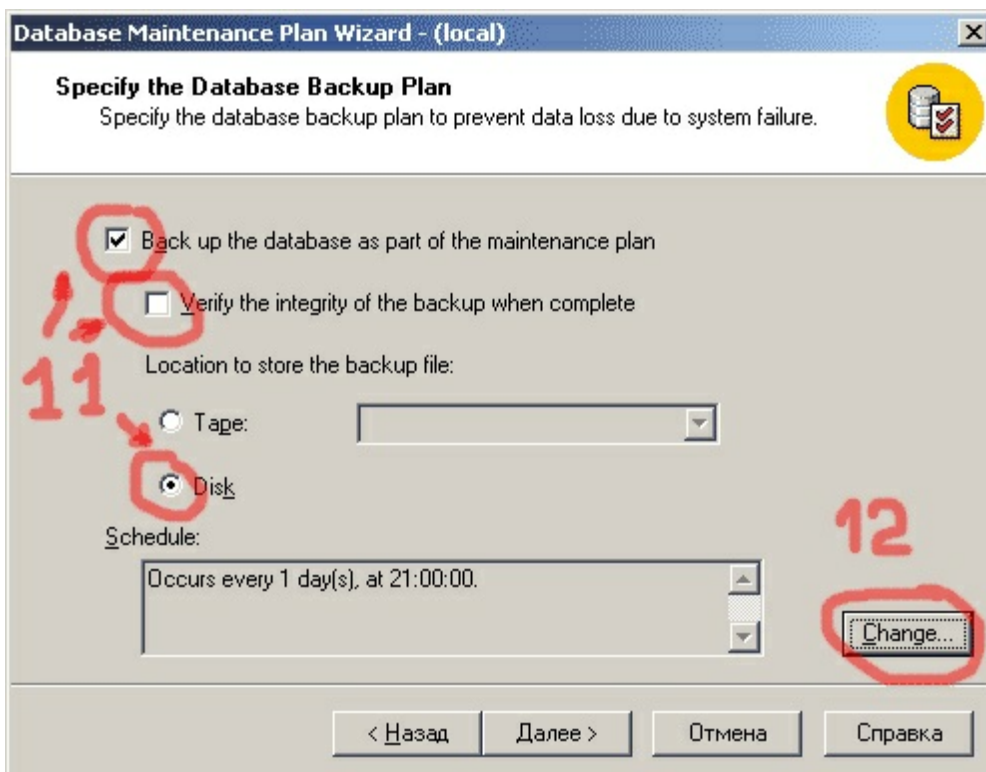 Database Maintenance Plan Wizard - (local)
Specify the Database Backup Plan
Specify the database backup plan to prevent data loss due to system failure.
Back up the database as part of the maintenance plan
Verify the integrity of the backup when complete
11
Location to store the backup file:
Tape:
Disk
12
Schedule:
Occurs every 1 day(s), at 21:00:00.
Change...
< Назад Далее > Отмена Справка